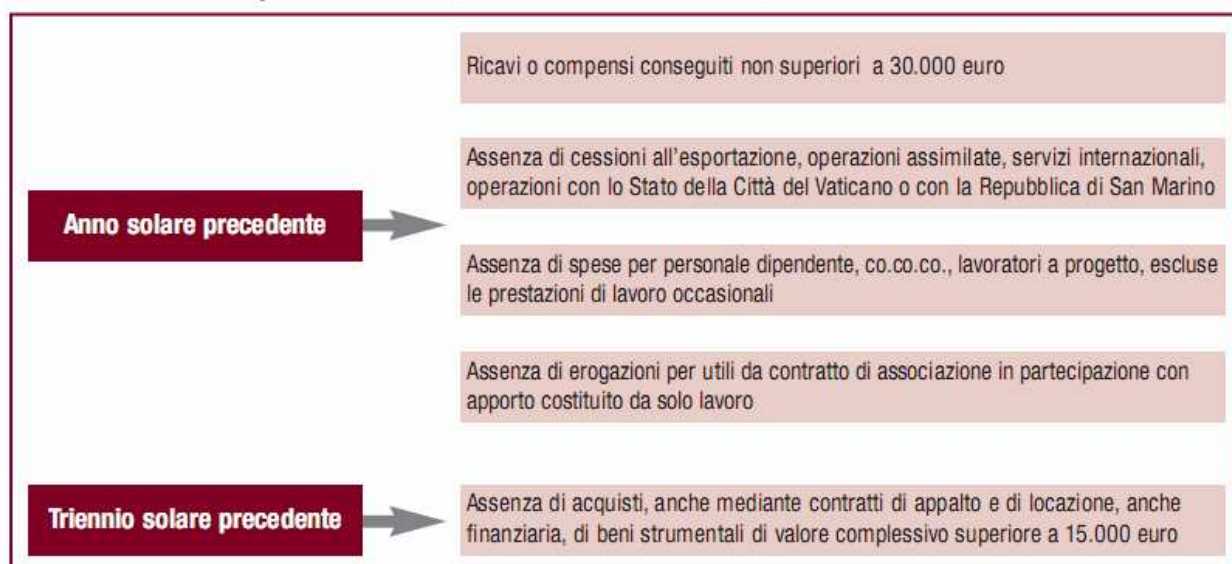 Ricavi o compensi conseguiti non superiori a 30.000 euro
Assenza di cessioni all'esportazione, operazioni assimilate, servizi internazionali,
operazioni con lo Stato della Città del Vaticano o con la Repubblica di San Marino
Anno solare precedente
Assenza di spese per personale dipendente, co.co.co., lavoratori a progetto, escluse
le prestazioni di lavoro occasionali
Assenza di erogazioni per utili da contratto di associazione in partecipazione con
apporto costituito da solo lavoro
Triennio solare precedente
Assenza di acquisti, anche mediante contratti di appalto e di locazione, anche
finanziaria, di beni strumentali di valore complessivo superiore a 15.000 euro